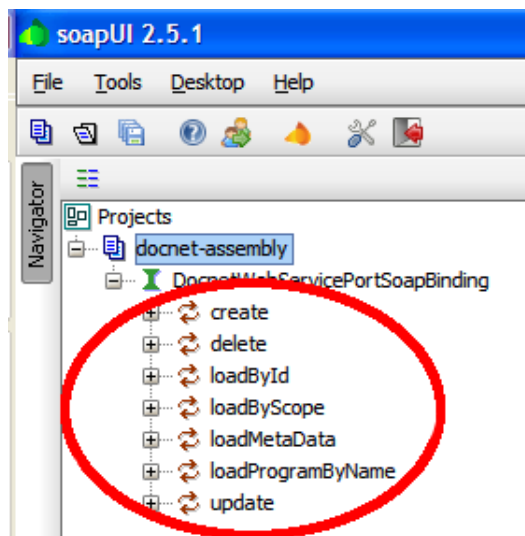 soapUI 2.5.1
File Tools Desktop Help
Navigator
Projects
docnet-assembly
DocnetWebServicePortSoapBinding
create
delete
loadById
loadByScope
loadMetaData
loadProgramByName
update